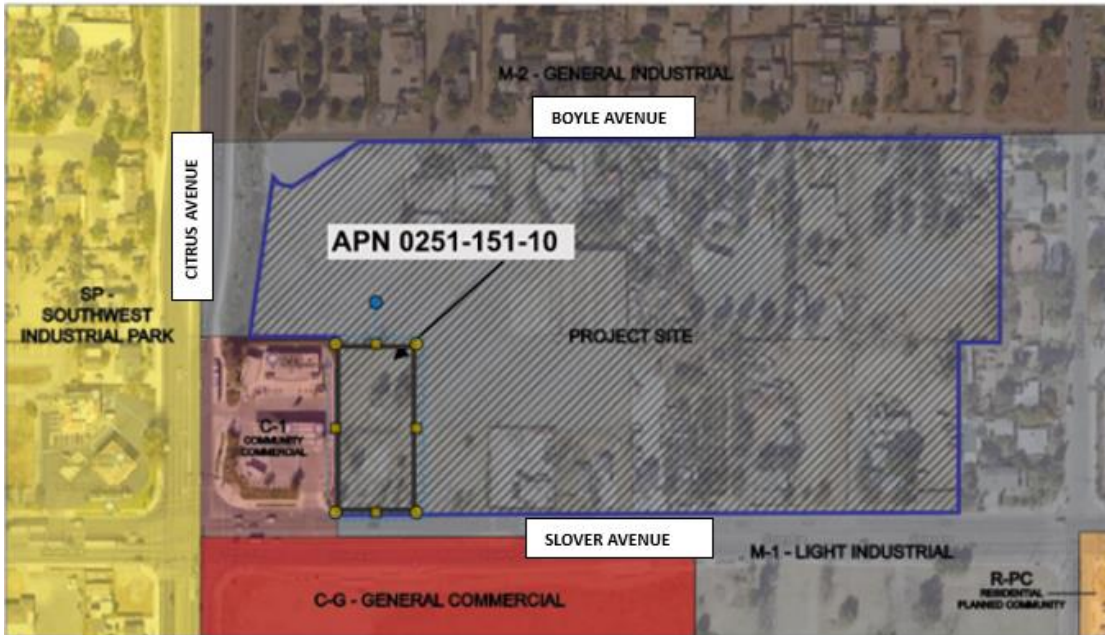 M-2 - GENERAL INDUSTRIAL
BOYLE AVENUE
CITRUS AVENUE
APN 0251-151-10
SP -
SOUTHWEST
INDUSTRIAL PARK
PROJECT SITE
C-1
COMMUNITY
COMMERCIAL
SLOVER AVENUE
M-1 - LIGHT INDUSTRIAL
C-G - GENERAL COMMERCIAL
R-PC
RESIDENTIAL
PLANNED COMMUNITY